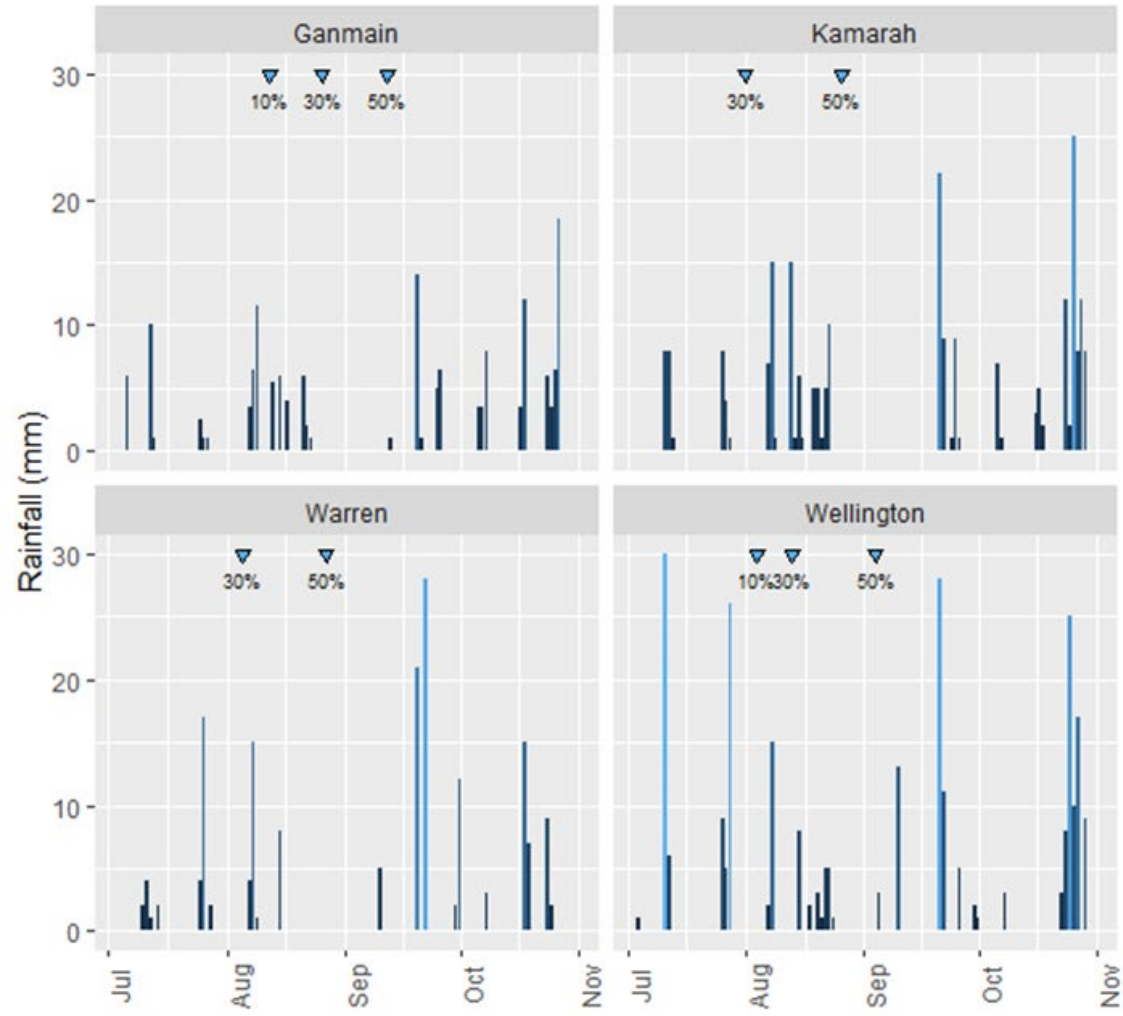 Ganmain
Kamarah
30
10% 30% 50%
30% 50%
20
10
0
Rainfall (mm)
Warren
Wellington
30
30% 50%
10%30% 50%
20
10
0
Jul Aug Sep Oct Nov
Jul Aug Sep Oct Nov